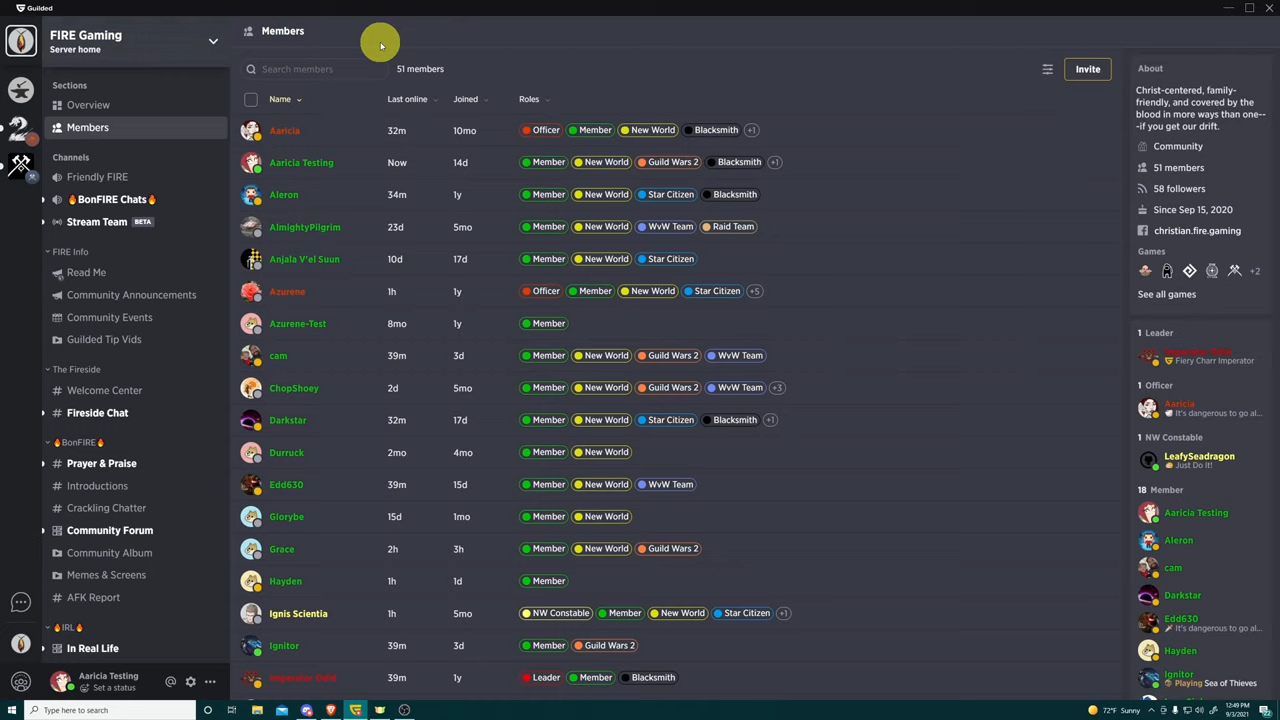 Guilded
FIRE Gaming
Server home
Sections
Overview
Members
Channels
Friendly FIRE
🔥BonFIRE Chats🔥
Stream Team BETA
FIRE Info
Read Me
Community Announcements
Community Events
Guilded Tip Vids
The Fireside
# Welcome Center
# Fireside Chat
🔥BonFIRE🔥
# Prayer & Praise
# Introductions
# Crackling Chatter
Community Forum
Community Album
Memes & Screens
# AFK Report
🔥IRL🔥
# In Real Life
Aaricia Testing
Set a status
Members
Search members
51 members
Invite
Name Last online Joined Roles
Aaricia 32m 10mo Officer Member New World Blacksmith +1
Aaricia Testing Now 14d Member New World Guild Wars 2 Blacksmith +1
Aleron 34m 1y Member New World Star Citizen Blacksmith
AlmightyPilgrim 23d 5mo Member New World WvW Team Raid Team
Anjala V'el Suun 10d 17d Member New World Star Citizen
Azurene 1h 1y Officer Member New World Star Citizen +5
Azurene-Test 8mo 1y Member
cam 39m 3d Member New World Guild Wars 2 WvW Team
ChopShoey 2d 5mo Member New World Guild Wars 2 WvW Team +3
Darkstar 32m 17d Member New World Star Citizen Blacksmith +1
Durruck 2mo 4mo Member New World
Edd630 39m 15d Member New World WvW Team
Glorybe 15d 1mo Member New World
Grace 2h 3h Member New World Guild Wars 2
Hayden 1h 1d Member
Ignis Scientia 1h 5mo NW Constable Member New World Star Citizen +1
Ignitor 39m 3d Member Guild Wars 2
39m 1y Leader Member Blacksmith
About
Christ-centered, family-
friendly, and covered by the
blood in more ways than one--
-if you get our drift.
Community
51 members
58 followers
Since Sep 15, 2020
christian.fire.gaming
Games
+2
See all games
1 Leader
Fiery Charr Imperator
1 Officer
Aaricia
It's dangerous to go al...
1 NW Constable
LeafySeadragon
Just Do It!
18 Member
Aaricia Testing
Aleron
cam
Darkstar
Edd630
It's dangerous to go al...
Hayden
Ignitor
Playing Sea of Thieves
Type here to search
72°F Sunny
12:49 PM
9/3/2021